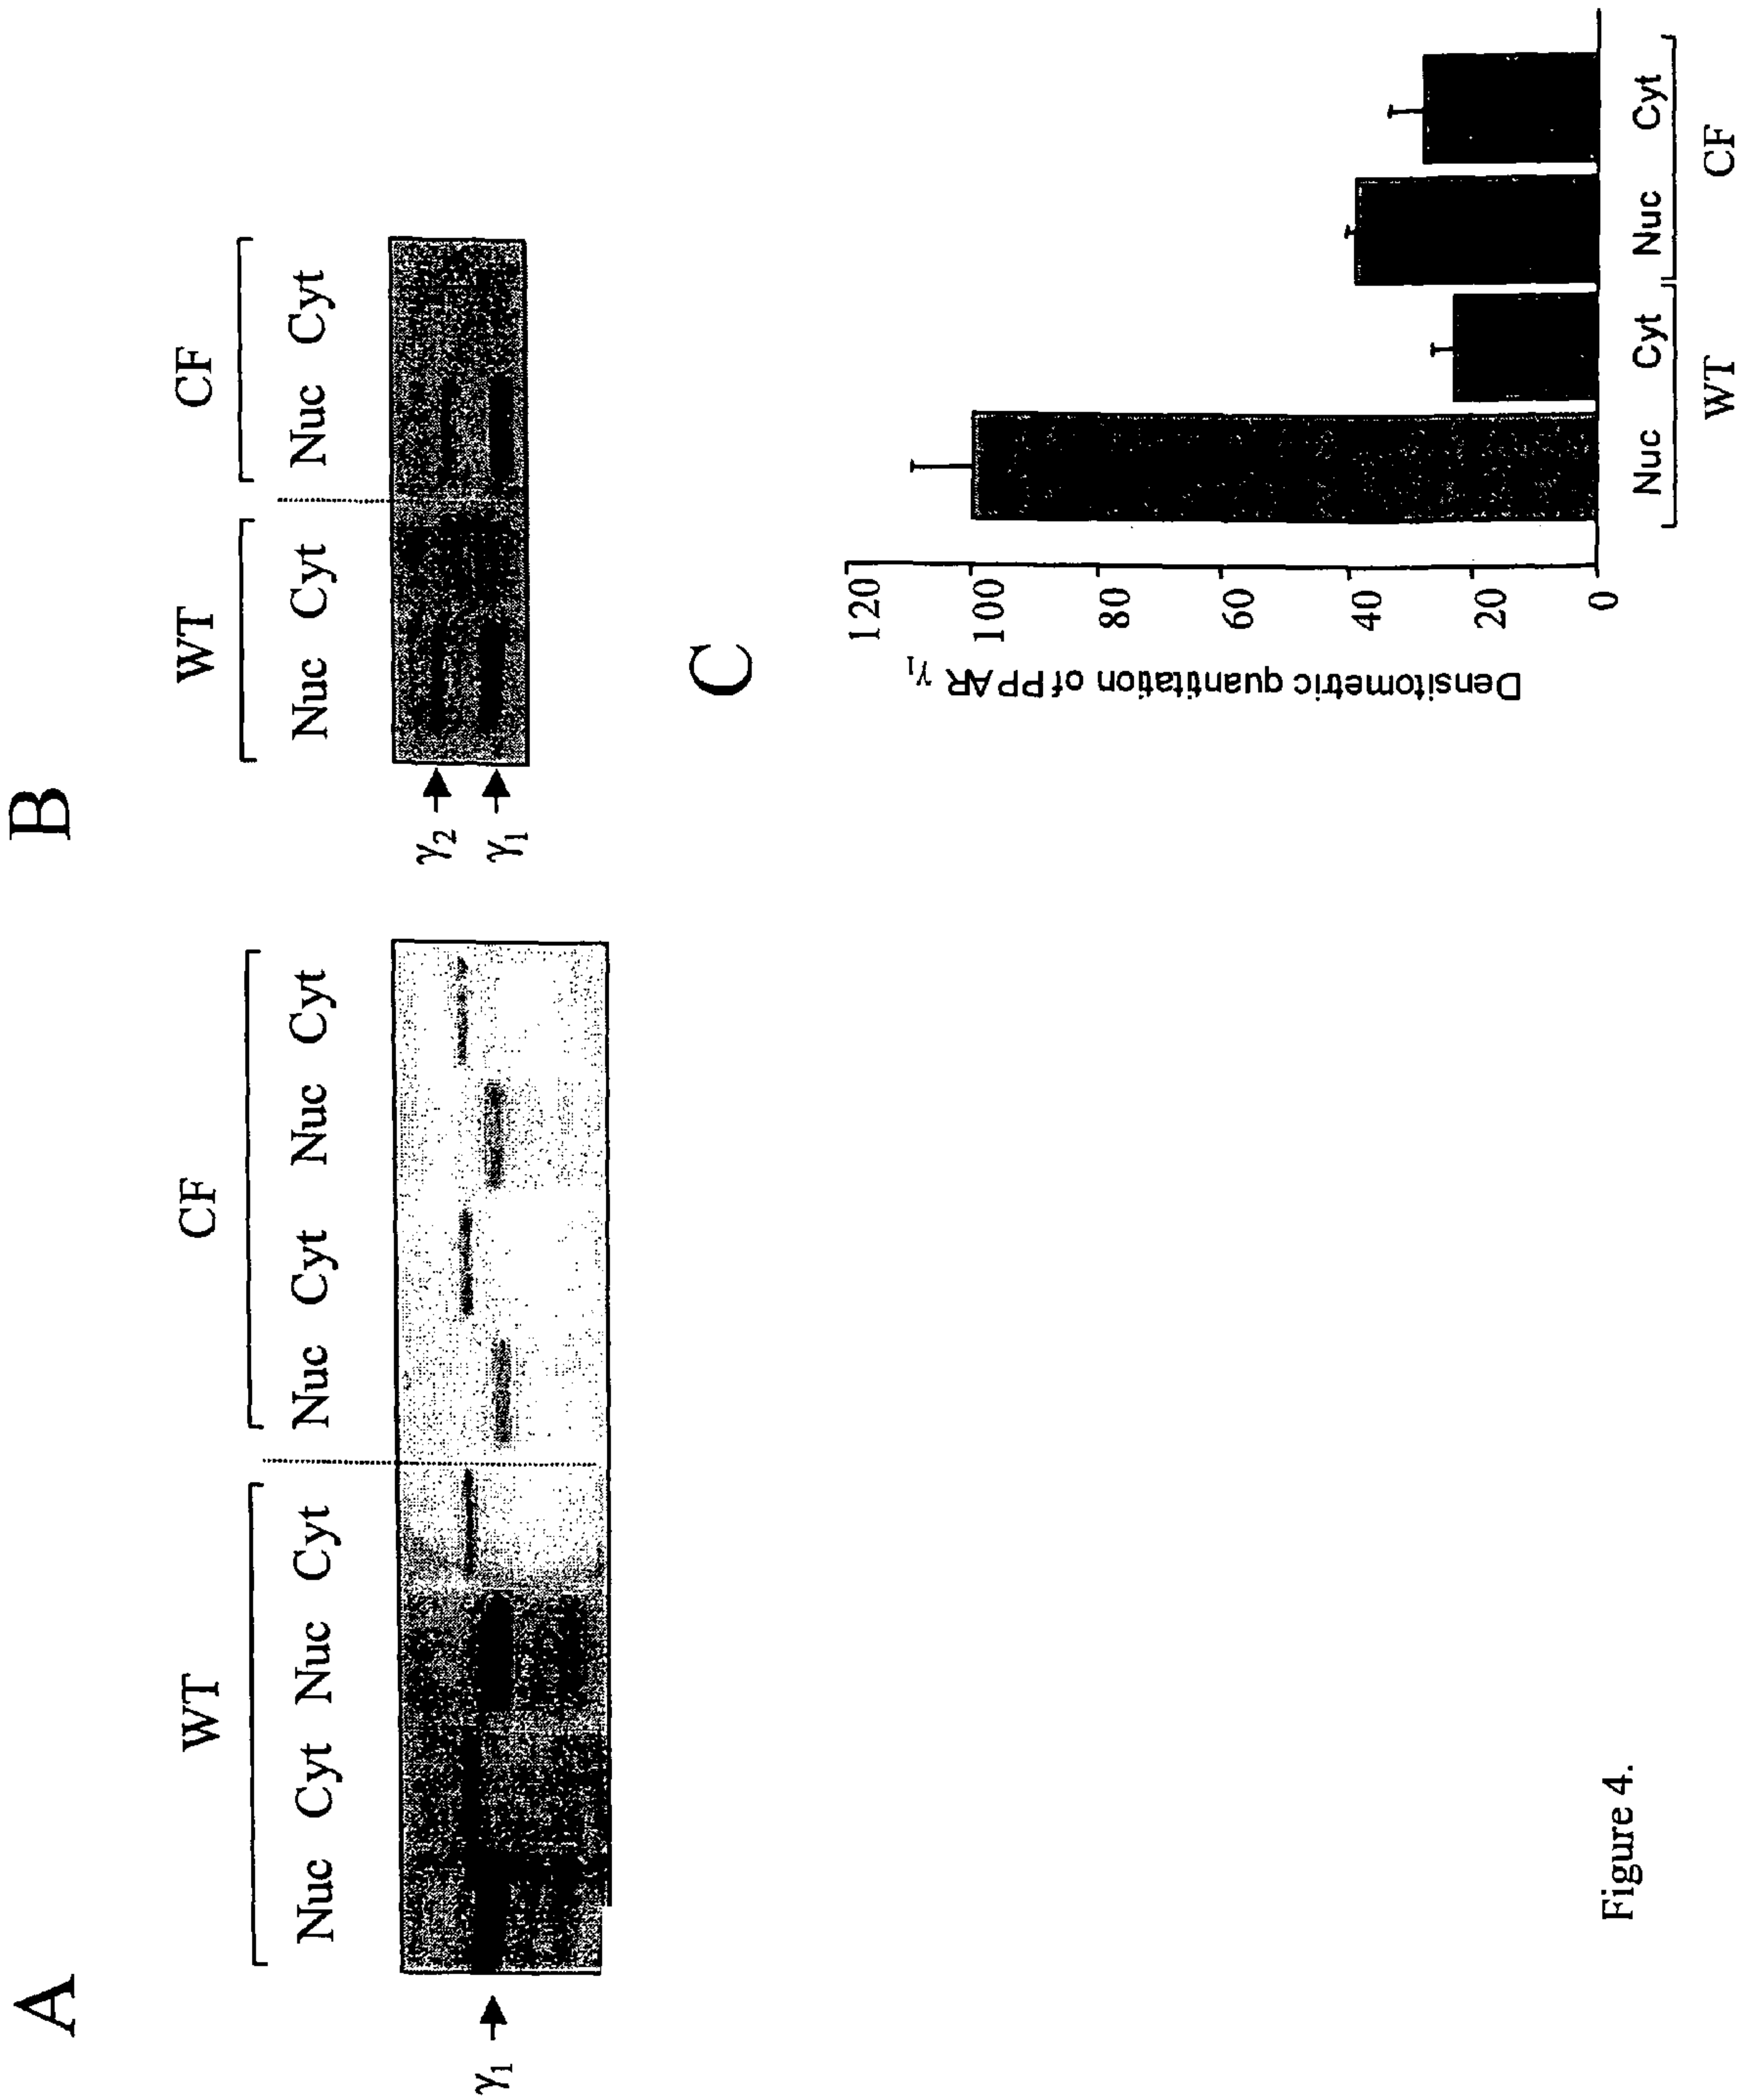 A
WT CF
Nuc Cyt Nuc Cyt Nuc Cyt Nuc Cyt
γ1
B
WT CF
Nuc Cyt Nuc Cyt
γ2
γ1
C
Densitometric quantitation of PPAR γ1
120
100
80
60
40
20
0
Nuc Cyt Nuc Cyt
WT CF
Figure 4.